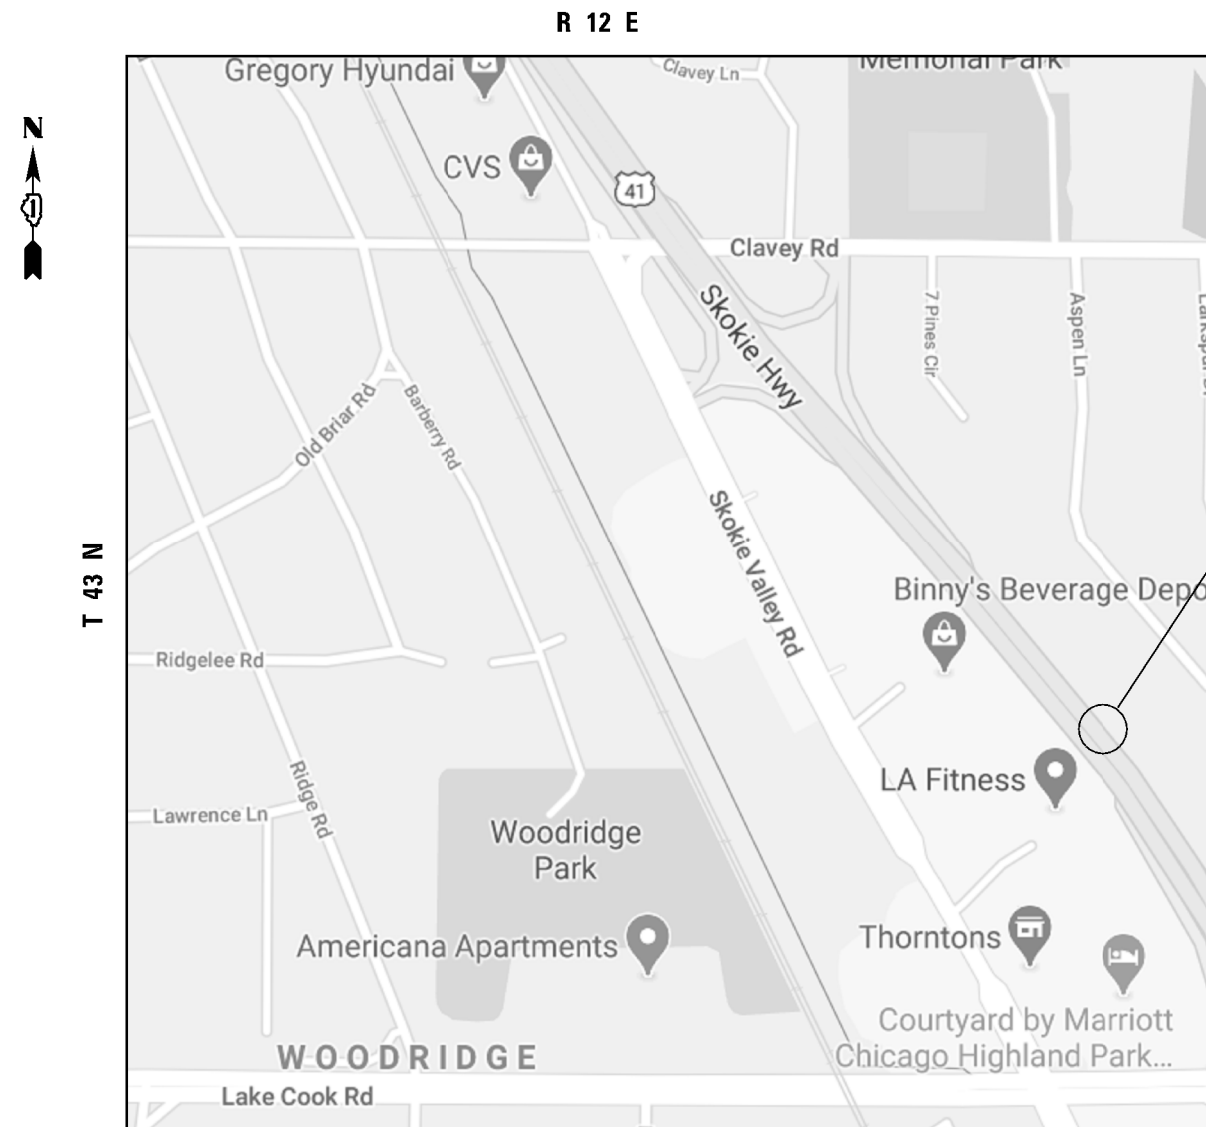 R 12 E
Gregory Hyundai
Clavey Ln
Memorial Park
N
CVS
41
Clavey Rd
Skokie Hwy
7 Pines Cir
Aspen Ln
Old Briar Rd
Barberry Rd
Skokie Valley Rd
T 43 N
Binny's Beverage Depo
Ridgelee Rd
LA Fitness
Ridge Rd
Lawrence Ln
Woodridge
Park
Americana Apartments
Thorntons
Courtyard by Marriott
Chicago Highland Park...
WOODRIDGE
Lake Cook Rd